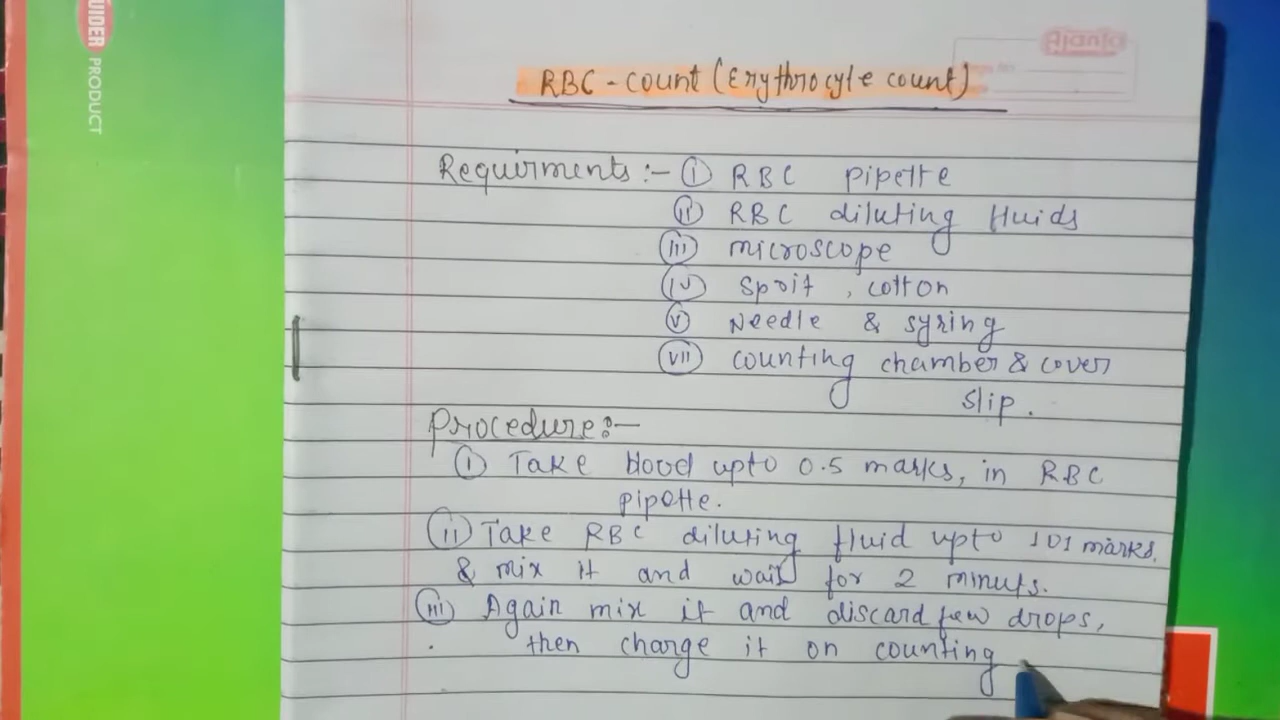 UIDER PRODUCT
Ajanta
RBC - count (Erythrocyte count)
Requirments :- (i) RBC pipette
(ii) RBC diluting fluids
(iii) microscope
(iv) sprit , cotton
(v) Needle & syring
(vii) counting chamber & cover
slip.
Procedure :-
(i) Take blood upto 0.5 marks, in RBC
pipette.
(ii) Take RBC diluting fluid upto 101 marks.
& mix it and wait for 2 minuts.
(iii) Again mix it and discard few drops,
then charge it on counting